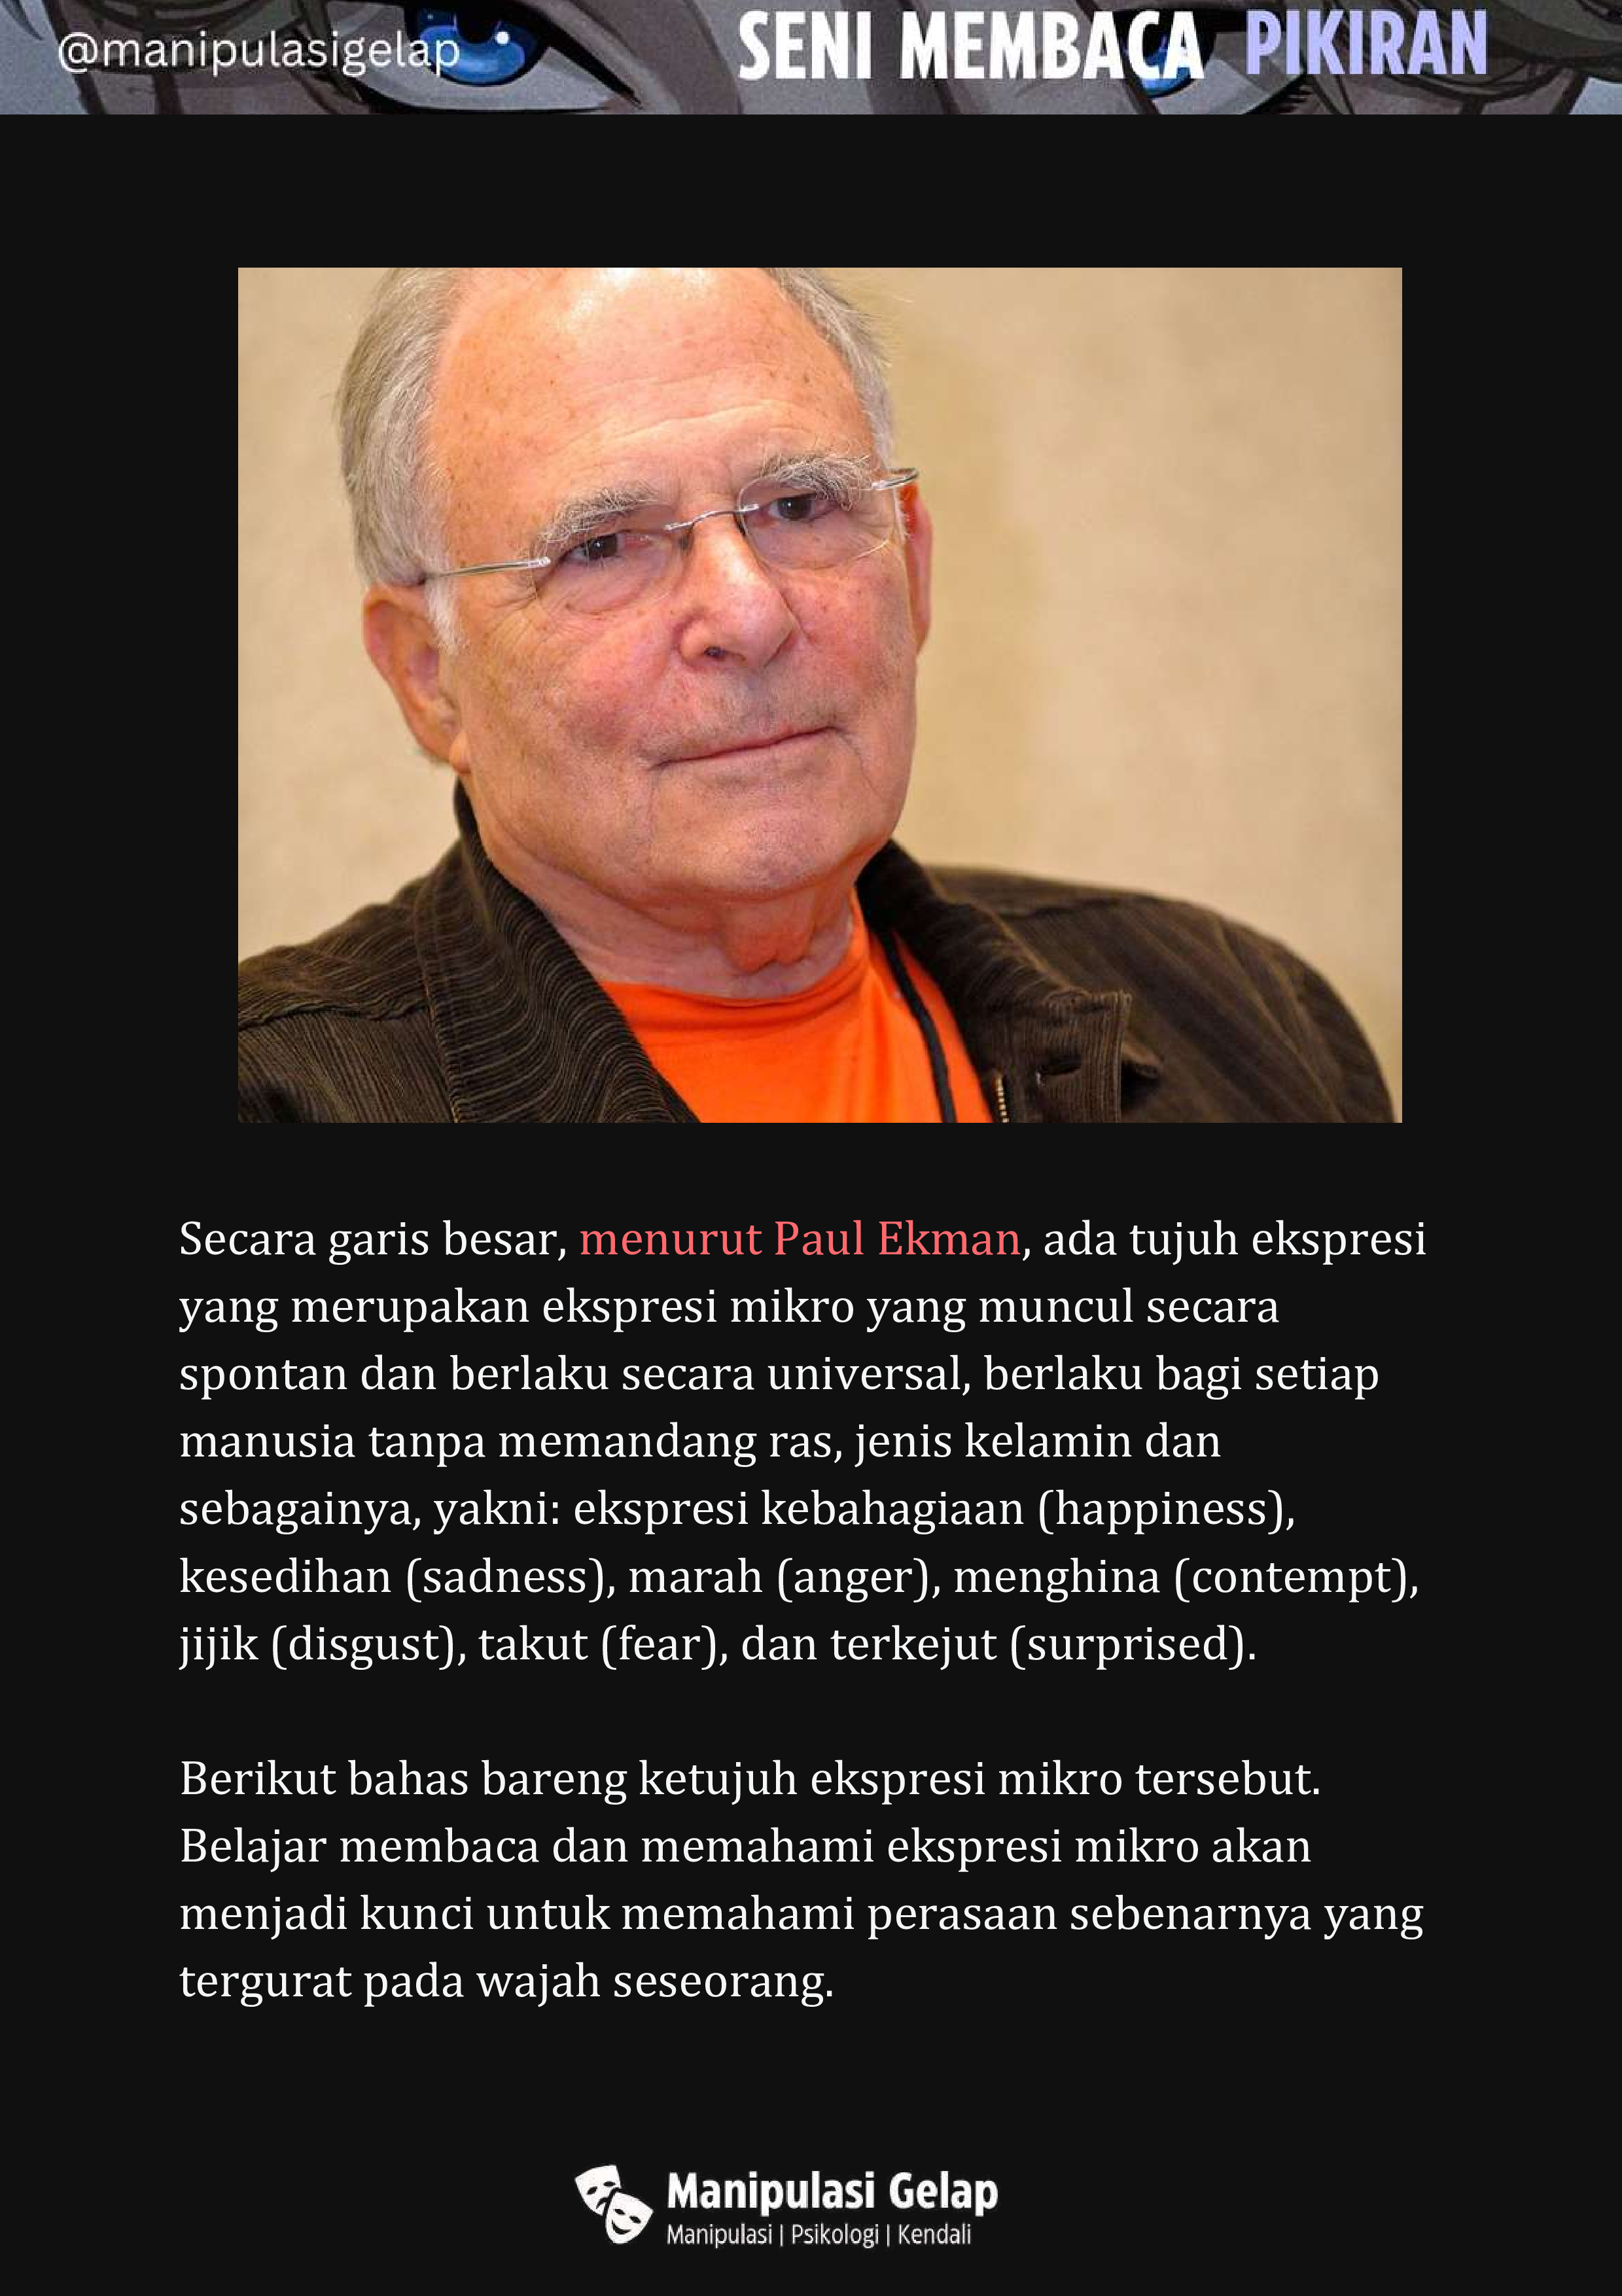 @manipulasigelap
SENI MEMBACA PIKIRAN
Secara garis besar, menurut Paul Ekman, ada tujuh ekspresi
yang merupakan ekspresi mikro yang muncul secara
spontan dan berlaku secara universal, berlaku bagi setiap
manusia tanpa memandang ras, jenis kelamin dan
sebagainya, yakni: ekspresi kebahagiaan (happiness),
kesedihan (sadness), marah (anger), menghina (contempt),
jijik (disgust), takut (fear), dan terkejut (surprised).
Berikut bahas bareng ketujuh ekspresi mikro tersebut.
Belajar membaca dan memahami ekspresi mikro akan
menjadi kunci untuk memahami perasaan sebenarnya yang
tergurat pada wajah seseorang.
Manipulasi Gelap
Manipulasi | Psikologi | Kendali